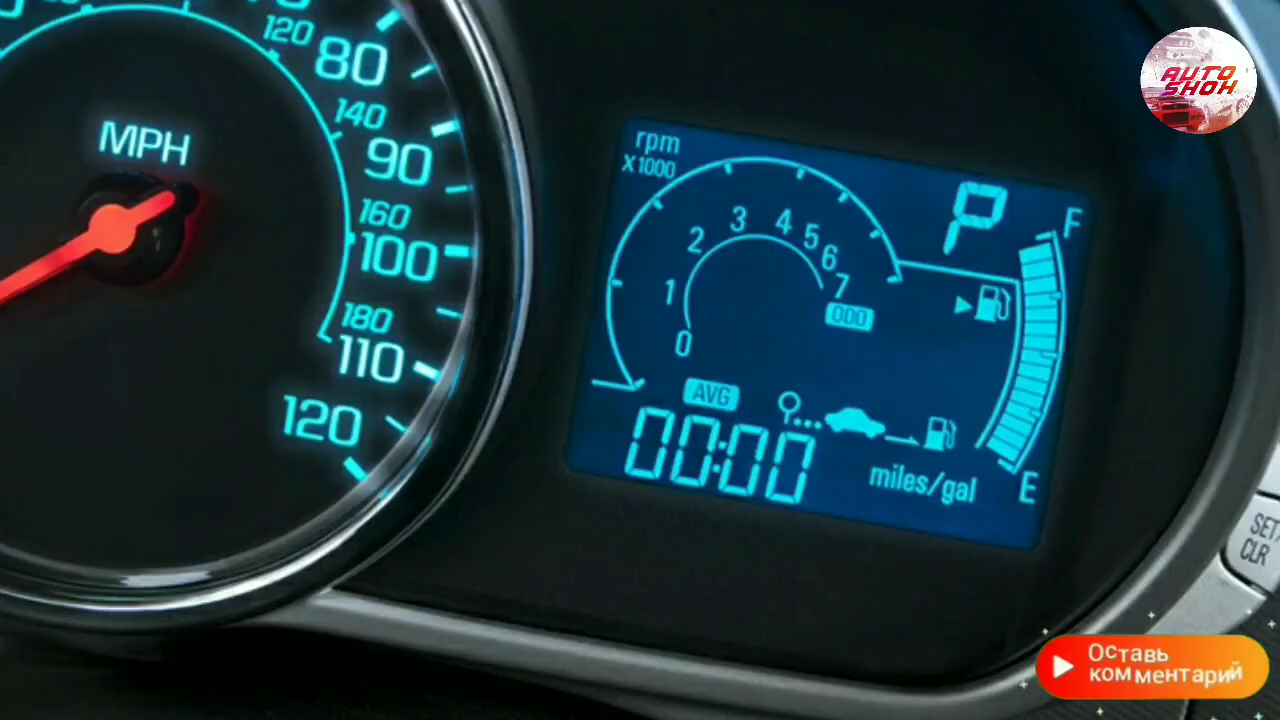 120
80
140
MPH
90
160
100
180
110
120
rpm
X1000
P
F
0
1
2
3
4
5
6
7
ODO
AVG
00:00
miles/gal
E
SET/
CLR
AUTO
SHOH
Оставь
комментарий